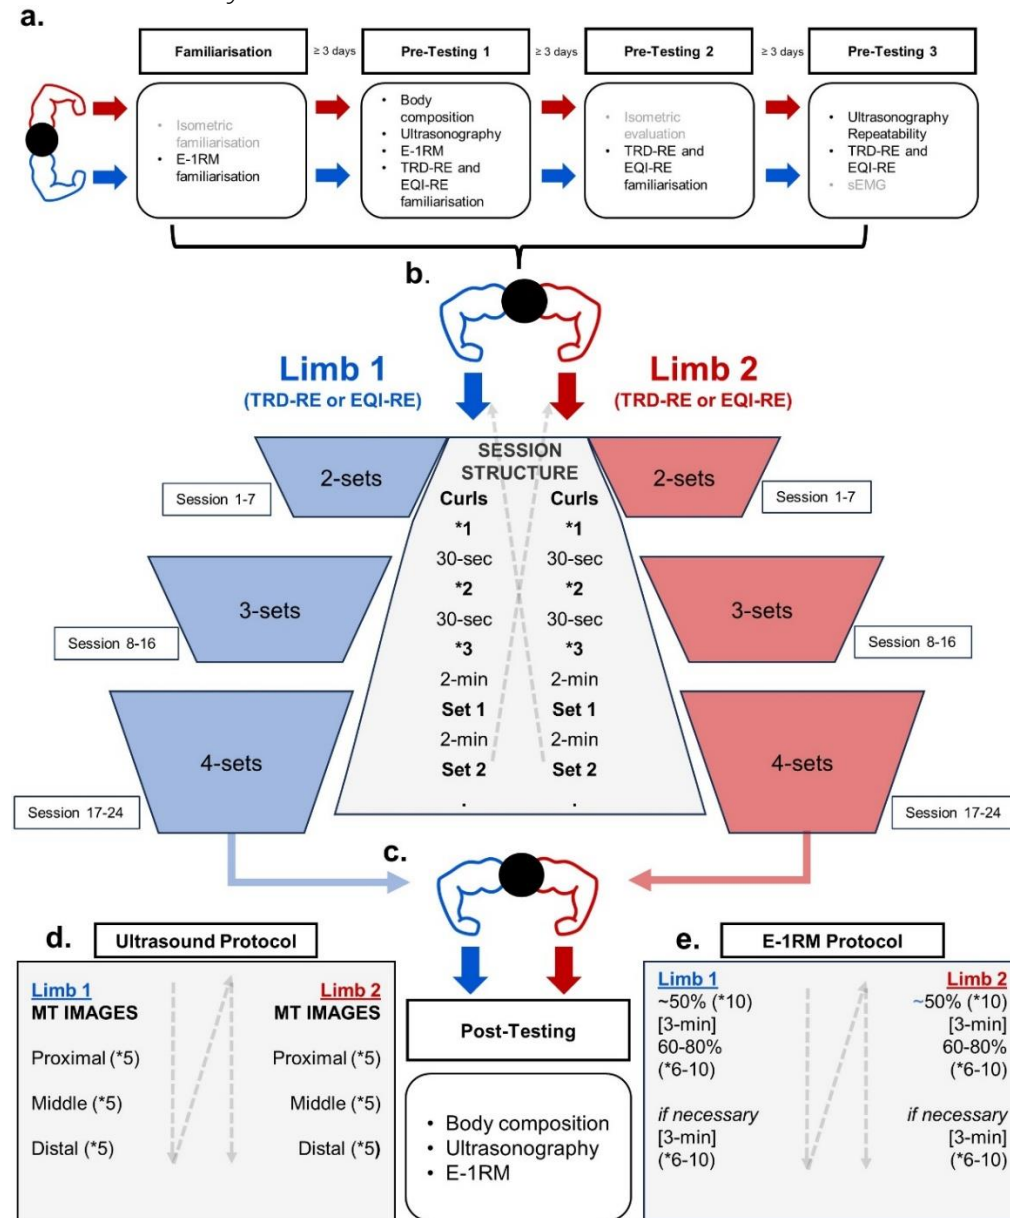 a.
Familiarisation
≥ 3 days
Pre-Testing 1
≥ 3 days
Pre-Testing 2
≥ 3 days
Pre-Testing 3
• Isometric
familiarisation
• E-1RM
familiarisation
• Body
composition
• Ultrasonography
• E-1RM
• TRD-RE and
EQI-RE
familiarisation
• Isometric
evaluation
• TRD-RE and
EQI-RE
familiarisation
• Ultrasonography
Repeatability
• TRD-RE and
EQI-RE
• sEMG
b.
Limb 1
(TRD-RE or EQI-RE)
Limb 2
(TRD-RE or EQI-RE)
2-sets
Session 1-7
3-sets
Session 8-16
4-sets
Session 17-24
SESSION
STRUCTURE
Curls Curls
*1 *1
30-sec 30-sec
*2 *2
30-sec 30-sec
*3 *3
2-min 2-min
Set 1 Set 1
2-min 2-min
Set 2 Set 2
. .
2-sets
Session 1-7
3-sets
Session 8-16
4-sets
Session 17-24
c.
Post-Testing
• Body composition
• Ultrasonography
• E-1RM
d.
Ultrasound Protocol
Limb 1
MT IMAGES
Proximal (*5)
Middle (*5)
Distal (*5)
Limb 2
MT IMAGES
Proximal (*5)
Middle (*5)
Distal (*5)
e.
E-1RM Protocol
Limb 1
~50% (*10)
[3-min]
60-80%
(*6-10)
if necessary
[3-min]
(*6-10)
Limb 2
~50% (*10)
[3-min]
60-80%
(*6-10)
if necessary
[3-min]
(*6-10)